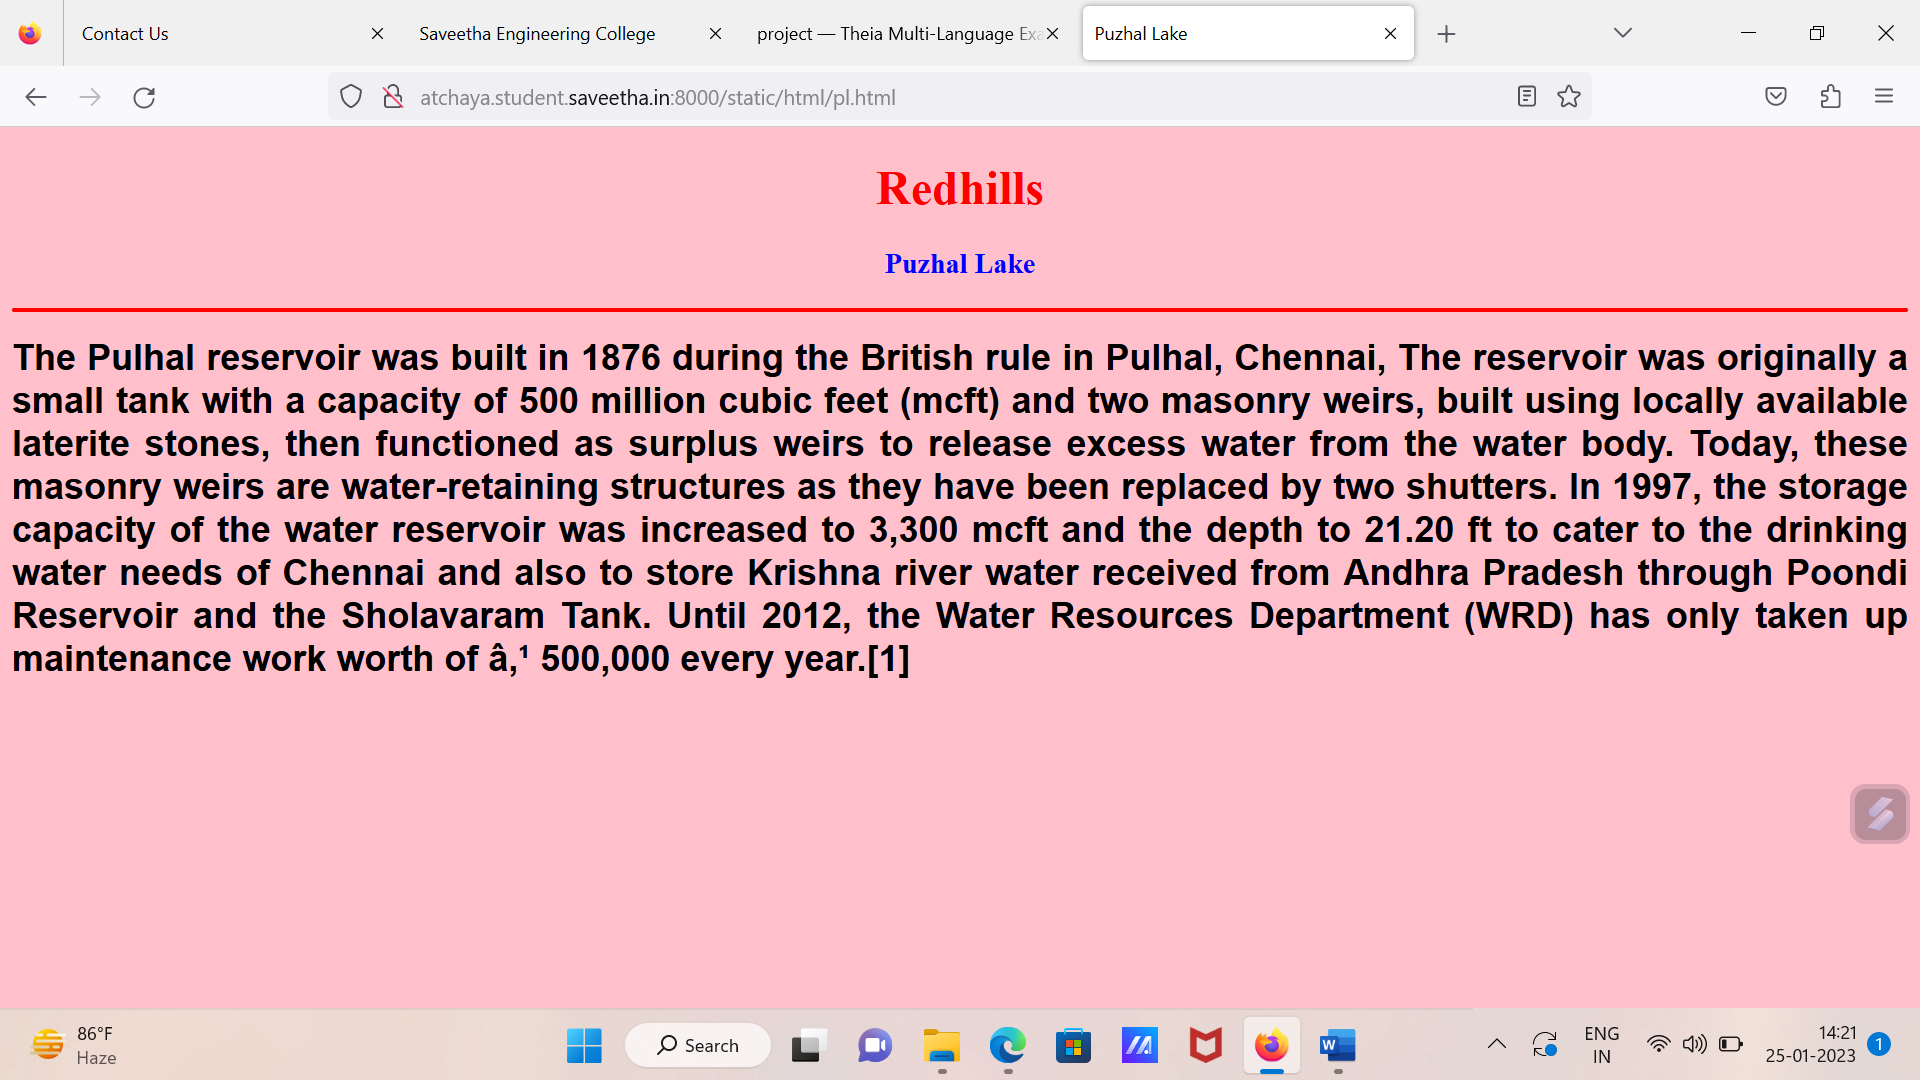 Contact Us
Saveetha Engineering College
project — Theia Multi-Language Exa
Puzhal Lake
atchaya.student.saveetha.in:8000/static/html/pl.html
Redhills
Puzhal Lake
The Pulhal reservoir was built in 1876 during the British rule in Pulhal, Chennai, The reservoir was originally a
small tank with a capacity of 500 million cubic feet (mcft) and two masonry weirs, built using locally available
laterite stones, then functioned as surplus weirs to release excess water from the water body. Today, these
masonry weirs are water-retaining structures as they have been replaced by two shutters. In 1997, the storage
capacity of the water reservoir was increased to 3,300 mcft and the depth to 21.20 ft to cater to the drinking
water needs of Chennai and also to store Krishna river water received from Andhra Pradesh through Poondi
Reservoir and the Sholavaram Tank. Until 2012, the Water Resources Department (WRD) has only taken up
maintenance work worth of â‚¹ 500,000 every year.[1]
86°F
Haze
Search
W
ENG
IN
14:21
25-01-2023
1